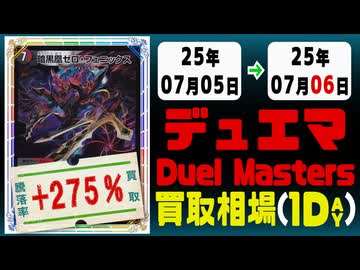 7 暗黒凰ゼロ・フェニックス
騰落率 +275% 買取
25年 07月05日
25年 07月06日
デュエマ
Duel Masters
買取相場(1D)